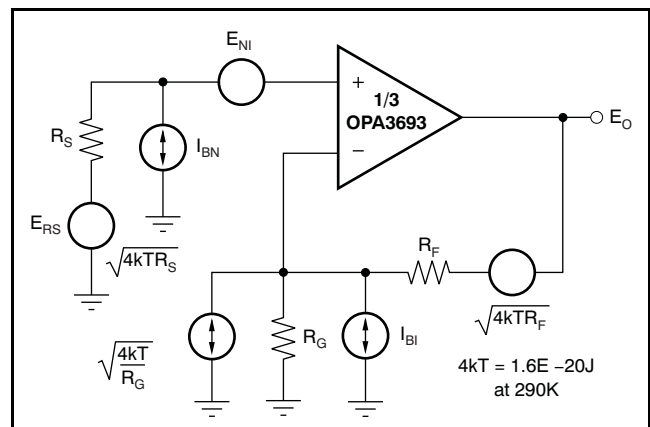 E_NI
+
1/3
OPA3693
−
E_O
R_S
I_BN
E_RS
√4kTR_S
R_F
√4kTR_F
√4kT
R_G
R_G
I_BI
4kT = 1.6E −20J
at 290K